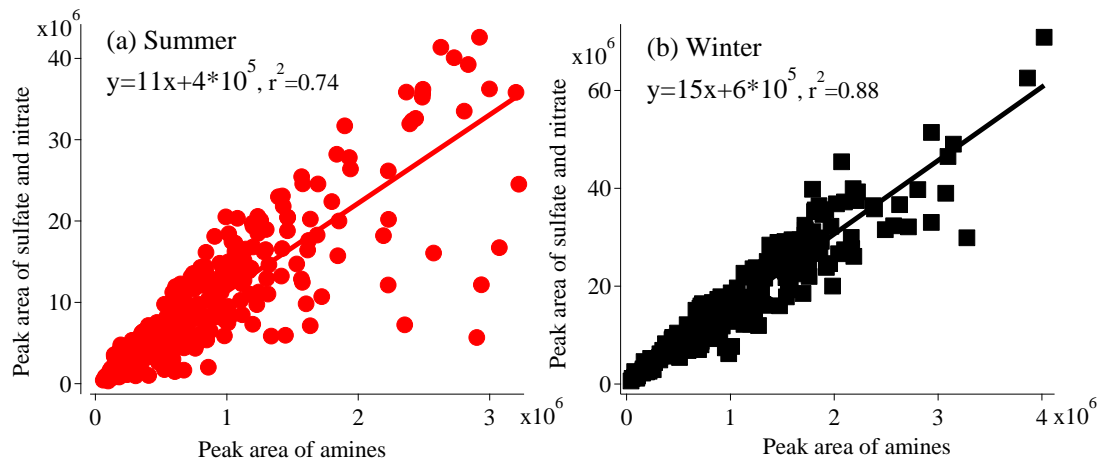 (a) Summer
y=11x+4*10^5, r^2=0.74
x10^6
40
30
20
10
0
Peak area of sulfate and nitrate
0
1
2
3
x10^6
Peak area of amines
(b) Winter
y=15x+6*10^5, r^2=0.88
x10^6
60
40
20
0
Peak area of sulfate and nitrate
0
1
2
3
4
x10^6
Peak area of amines